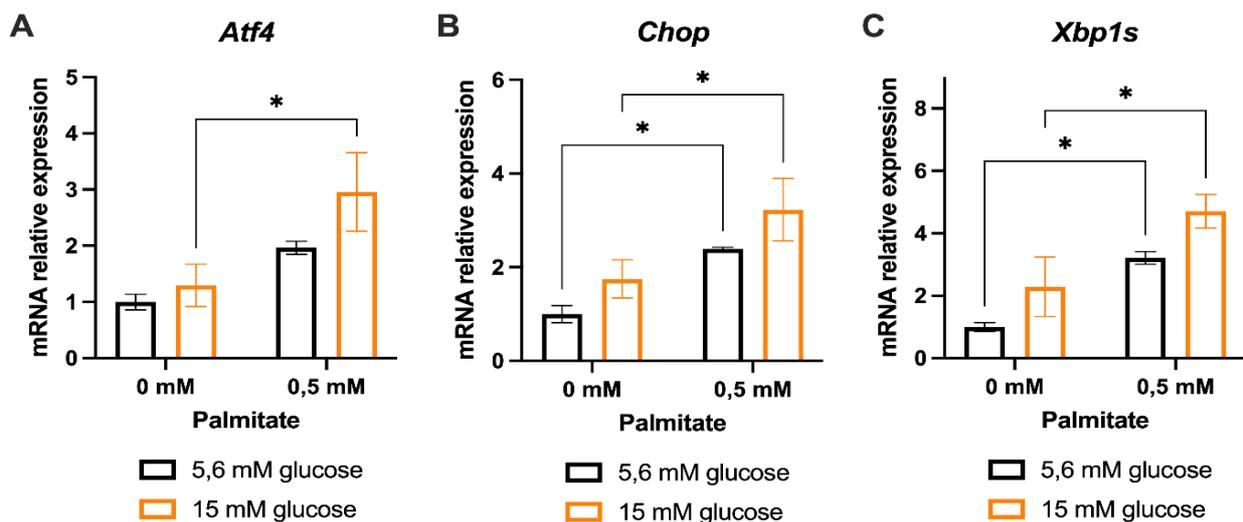 A
Atf4
mRNA relative expression
5
4
3
2
1
0
*
0 mM
0,5 mM
Palmitate
5,6 mM glucose
15 mM glucose
B
Chop
mRNA relative expression
6
4
2
0
*
*
0 mM
0,5 mM
Palmitate
5,6 mM glucose
15 mM glucose
C
Xbp1s
mRNA relative expression
8
6
4
2
0
*
*
0 mM
0,5 mM
Palmitate
5,6 mM glucose
15 mM glucose